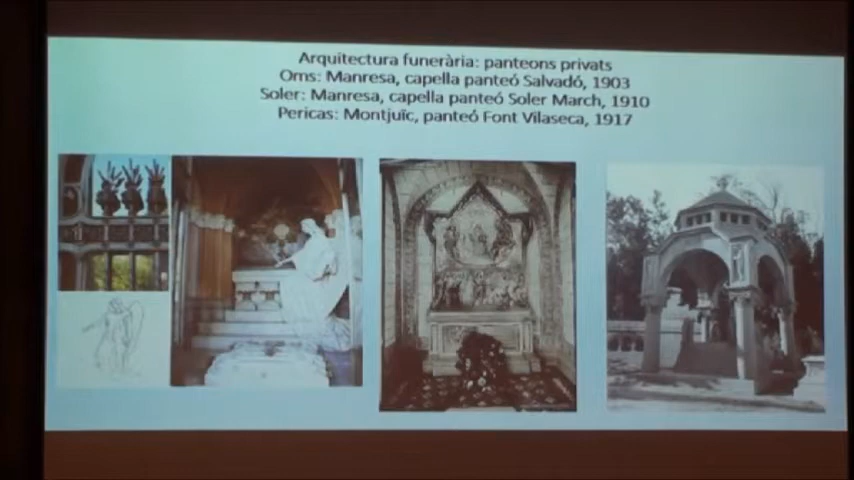 Arquitectura funerària: panteons privats
Oms: Manresa, capella panteó Salvadó, 1903
Soler: Manresa, capella panteó Soler March, 1910
Pericas: Montjuïc, panteó Font Vilaseca, 1917